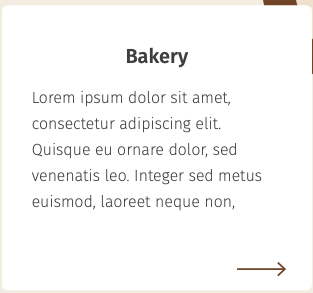 Bakery
Lorem ipsum dolor sit amet,
consectetur adipiscing elit.
Quisque eu ornare dolor, sed
venenatis leo. Integer sed metus
euismod, laoreet neque non,